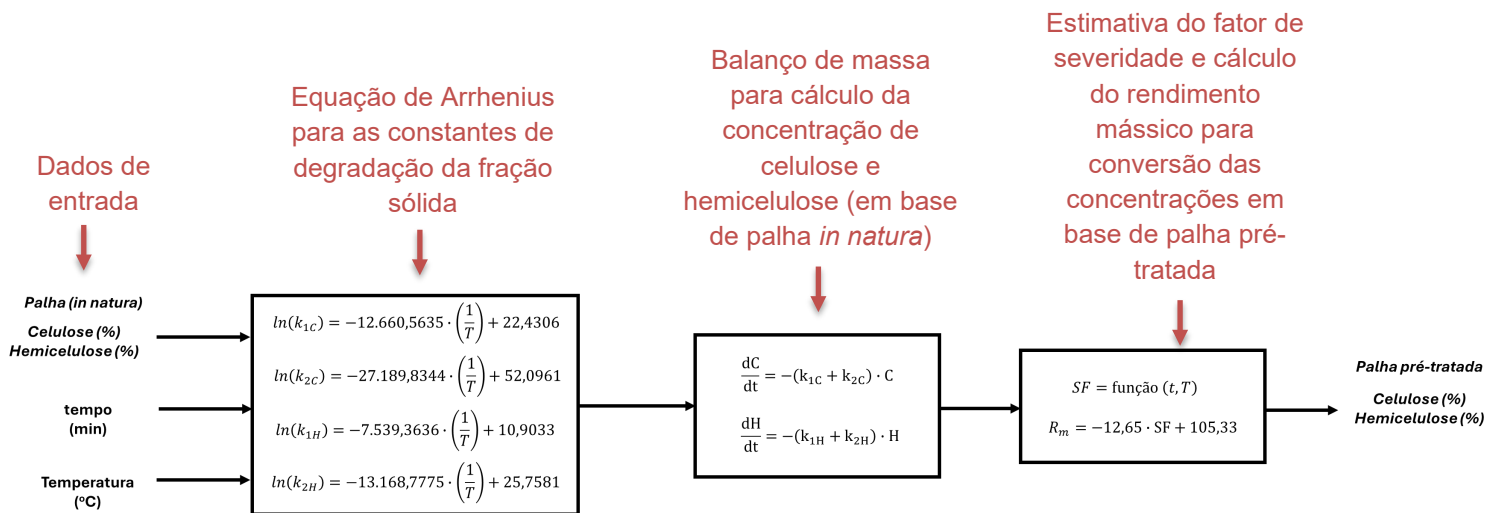 Dados de
entrada
Equação de Arrhenius
para as constantes de
degradação da fração
sólida
Balanço de massa
para cálculo da
concentração de
celulose e
hemicelulose (em base
de palha in natura)
Estimativa do fator de
severidade e cálculo
do rendimento
mássico para
conversão das
concentrações em
base de palha pré-
tratada
Palha (in natura)
Celulose (%)
Hemicelulose (%)
tempo
(min)
Temperatura
(ºC)
ln(k₁C) = −12.660,5635 · (1/T) + 22,4306
ln(k₂C) = −27.189,8344 · (1/T) + 52,0961
ln(k₁H) = −7.539,3636 · (1/T) + 10,9033
ln(k₂H) = −13.168,7775 · (1/T) + 25,7581
dC/dt = −(k₁C + k₂C) · C
dH/dt = −(k₁H + k₂H) · H
SF = função (t, T)
Rₘ = −12,65 · SF + 105,33
Palha pré-tratada
Celulose (%)
Hemicelulose (%)